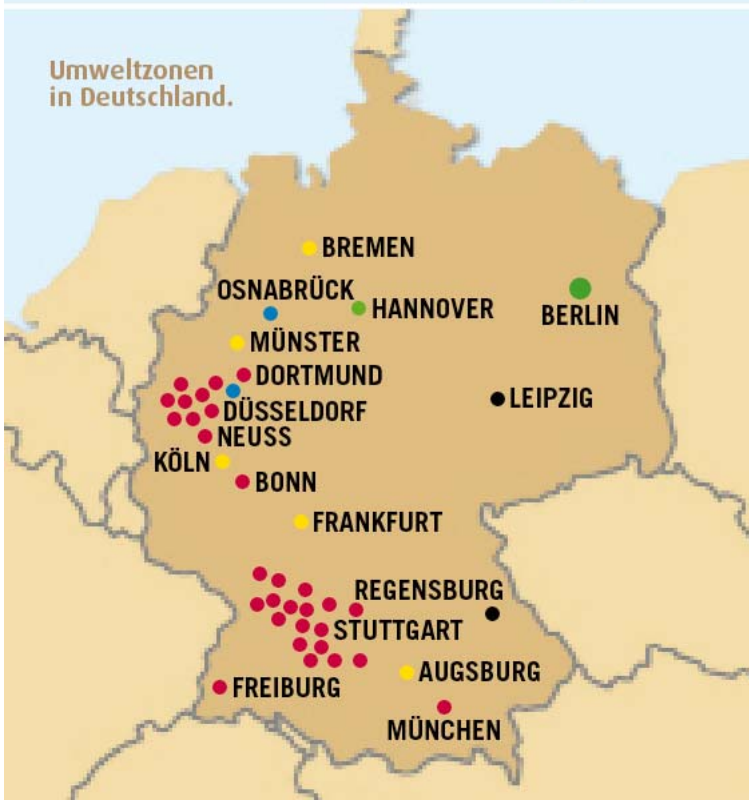 Umweltzonen
in Deutschland.
BREMEN
OSNABRÜCK
HANNOVER
BERLIN
MÜNSTER
DORTMUND
LEIPZIG
DÜSSELDORF
NEUSS
KÖLN
BONN
FRANKFURT
REGENSBURG
STUTTGART
AUGSBURG
FREIBURG
MÜNCHEN